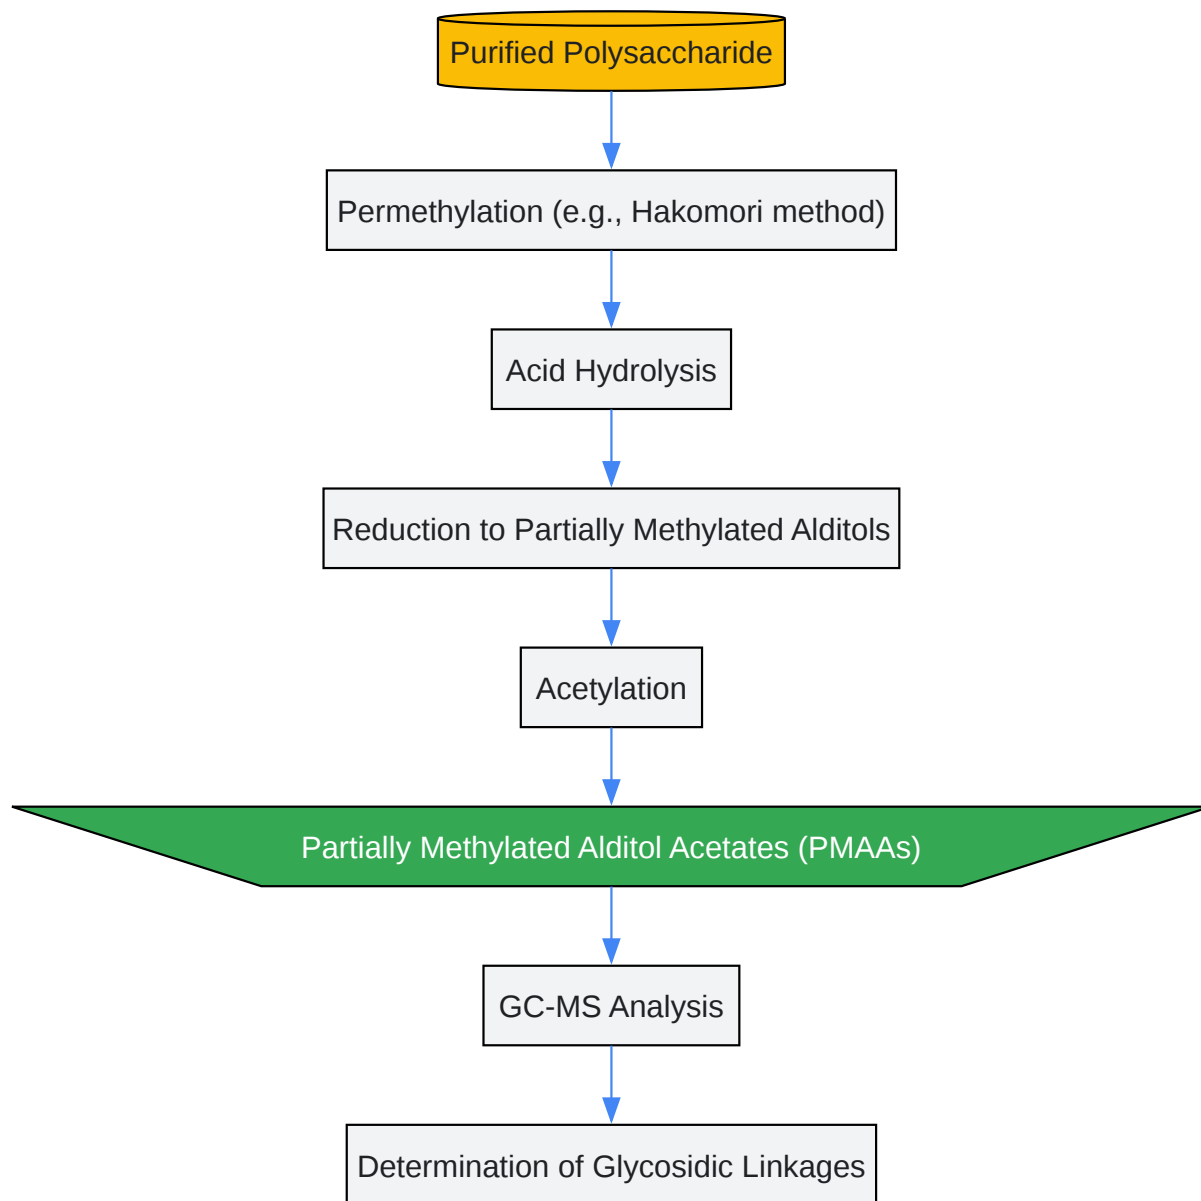 Purified Polysaccharide
Permethylation (e.g., Hakomori method)
Acid Hydrolysis
Reduction to Partially Methylated Alditols
Acetylation
Partially Methylated Alditol Acetates (PMAAs)
GC-MS Analysis
Determination of Glycosidic Linkages